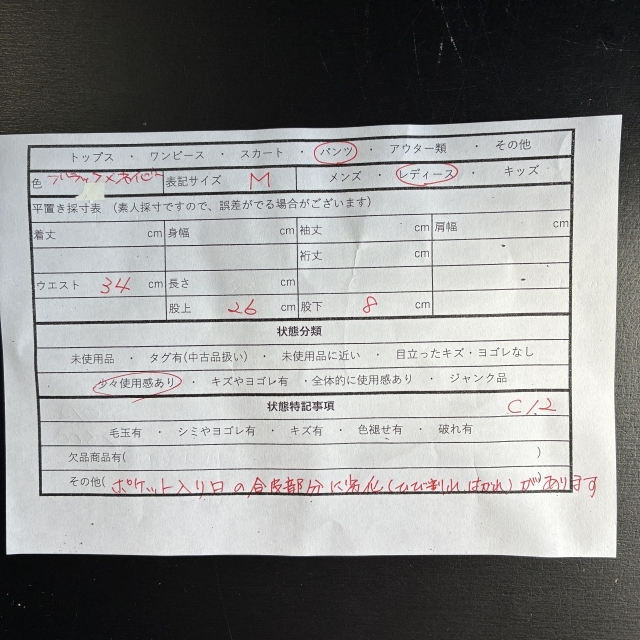 トップス ・ ワンピース ・ スカート ・ パンツ ・ アウター類 ・ その他
色 ブラック× 表記サイズ M メンズ ・ レディース ・ キッズ
平置き採寸表 (素人採寸ですので、誤差がでる場合がございます)
着丈 cm 身幅 cm 袖丈 cm 肩幅 cm
裄丈 cm
ウエスト 34 cm 長さ cm
股上 26 cm 股下 8 cm
状態分類
未使用品 ・ タグ有(中古品扱い) ・ 未使用品に近い ・ 目立ったキズ・ヨゴレなし
少々使用感あり ・ キズやヨゴレ有 ・全体的に使用感あり ・ ジャンク品
状態特記事項 C12
毛玉有 ・ シミやヨゴレ有 ・ キズ有 ・ 色褪せ有 ・ 破れ有
欠品商品有( )
その他( ポケット入り口の合皮部分に劣化(ひび割れ はがれ)があります